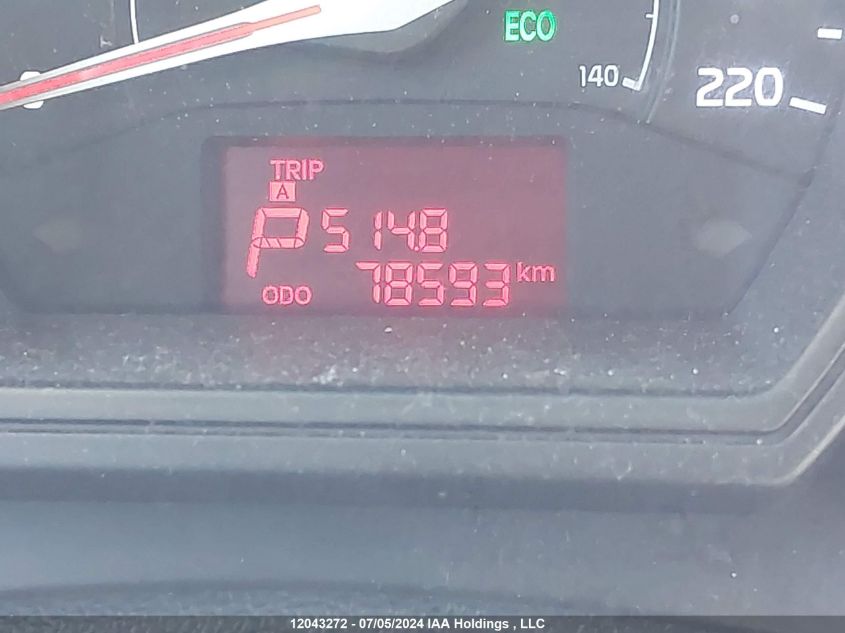 ECO
140
220
TRIP
A
P 514.8
78593 km
ODO
12043272 - 07/05/2024 IAA Holdings , LLC